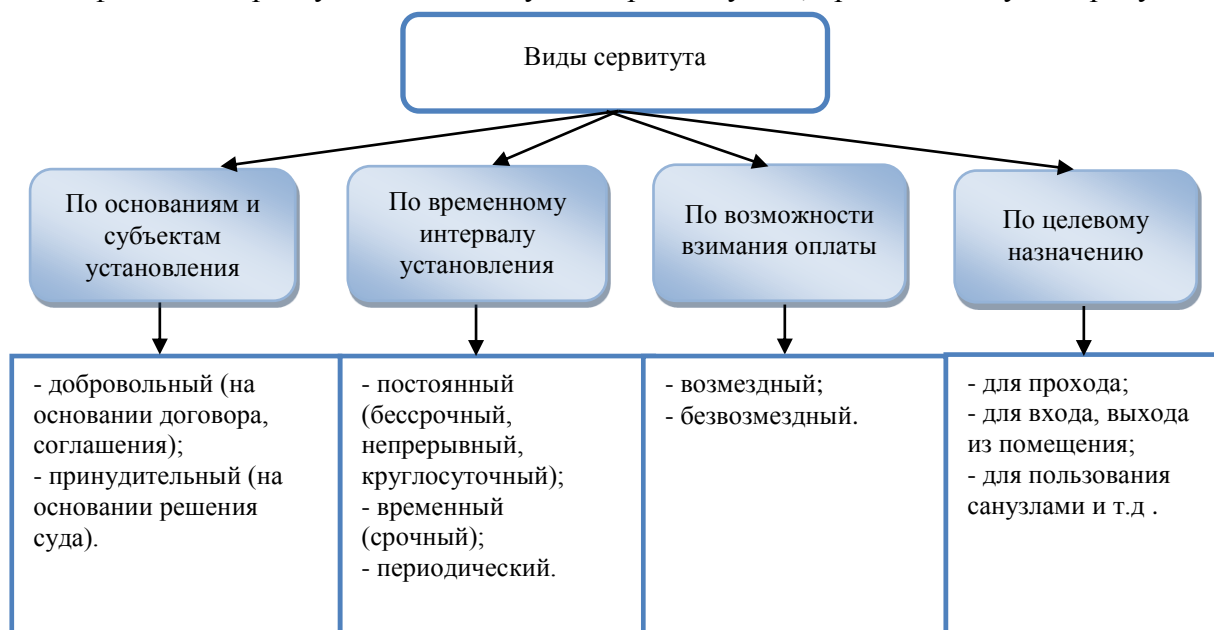 Виды сервитута
По основаниям и
субъектам
установления
По временному
интервалу
установления
По возможности
взимания оплаты
По целевому
назначению
- добровольный (на
основании договора,
соглашения);
- принудительный (на
основании решения
суда).
- постоянный
(бессрочный,
непрерывный,
круглосуточный);
- временный
(срочный);
- периодический.
- возмездный;
- безвозмездный.
- для прохода;
- для входа, выхода
из помещения;
- для пользования
санузлами и т.д .